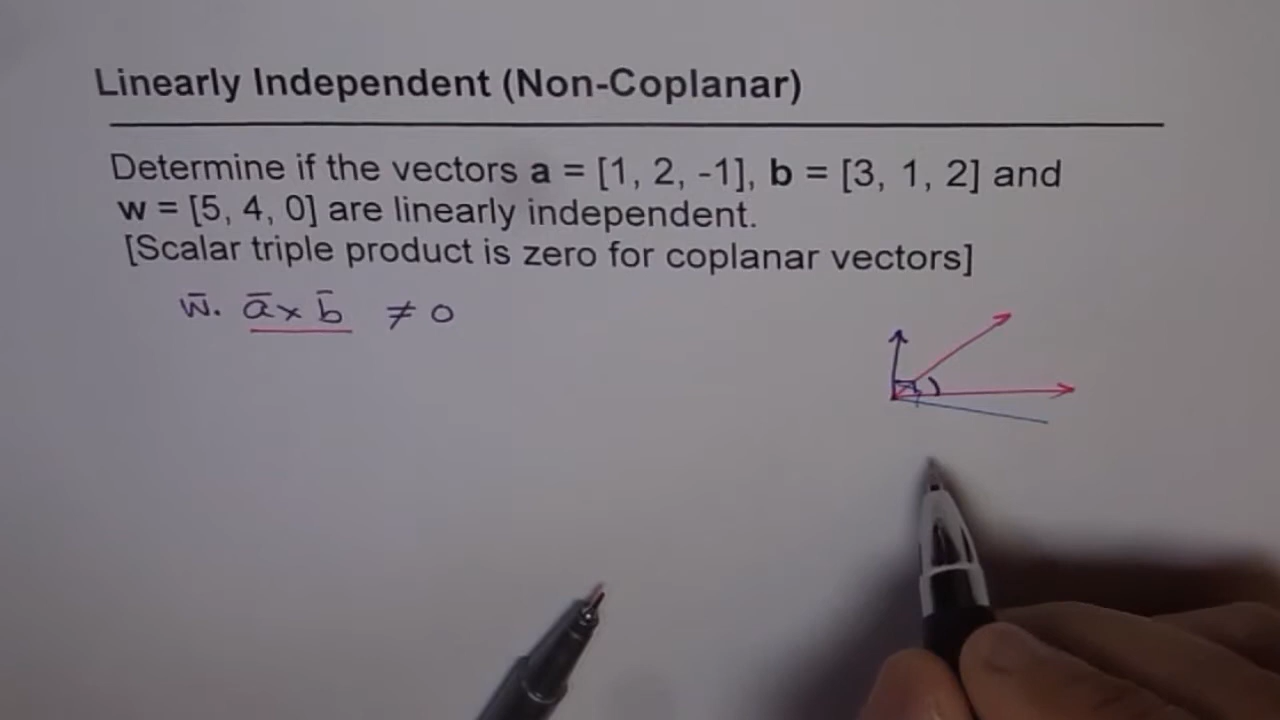 Linearly Independent (Non-Coplanar)
Determine if the vectors a = [1, 2, -1], b = [3, 1, 2] and
w = [5, 4, 0] are linearly independent.
[Scalar triple product is zero for coplanar vectors]
w̄. ā × b̄ ≠ 0